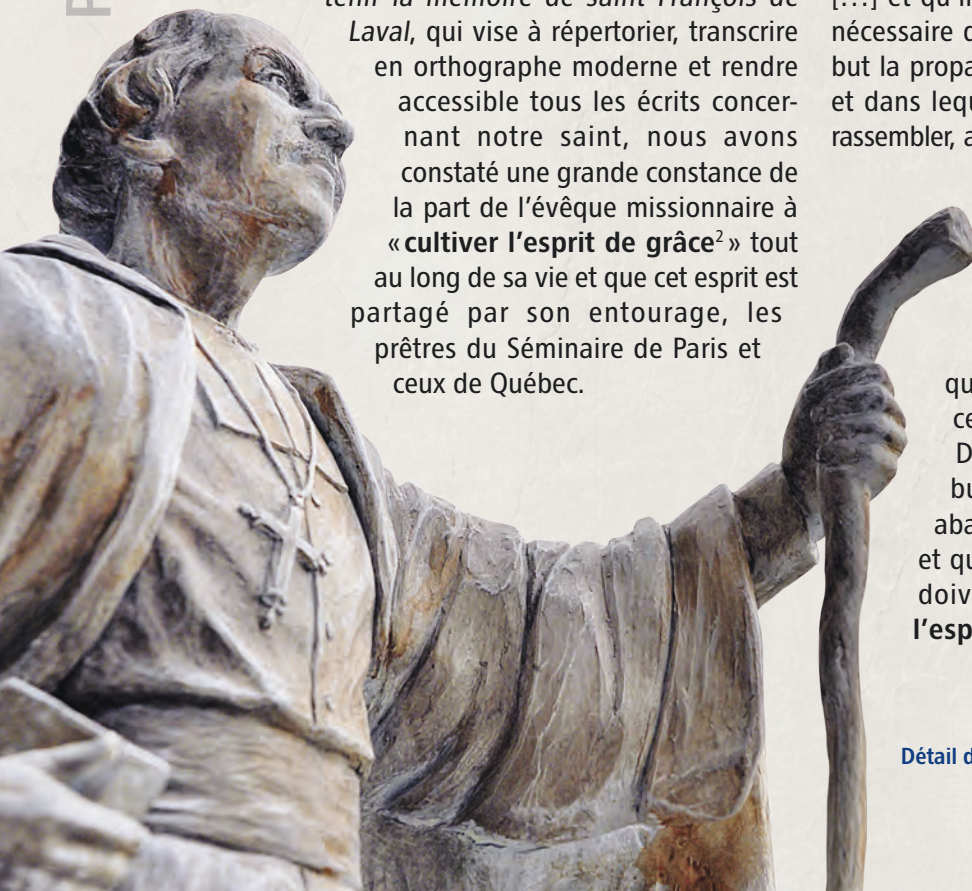 tenir la mémoire de saint François de
Laval, qui vise à répertorier, transcrire
en orthographe moderne et rendre
accessible tous les écrits concer-
nant notre saint, nous avons
constaté une grande constance de
la part de l’évêque missionnaire à
« cultiver l’esprit de grâce² » tout
au long de sa vie et que cet esprit est
partagé par son entourage, les
prêtres du Séminaire de Paris et
ceux de Québec.
[…] et qu’il
nécessaire
but la propa
et dans lequ
rassembler, a
qu
ce
D
bu
aba
et qu
doiv
l’esp
Détail d